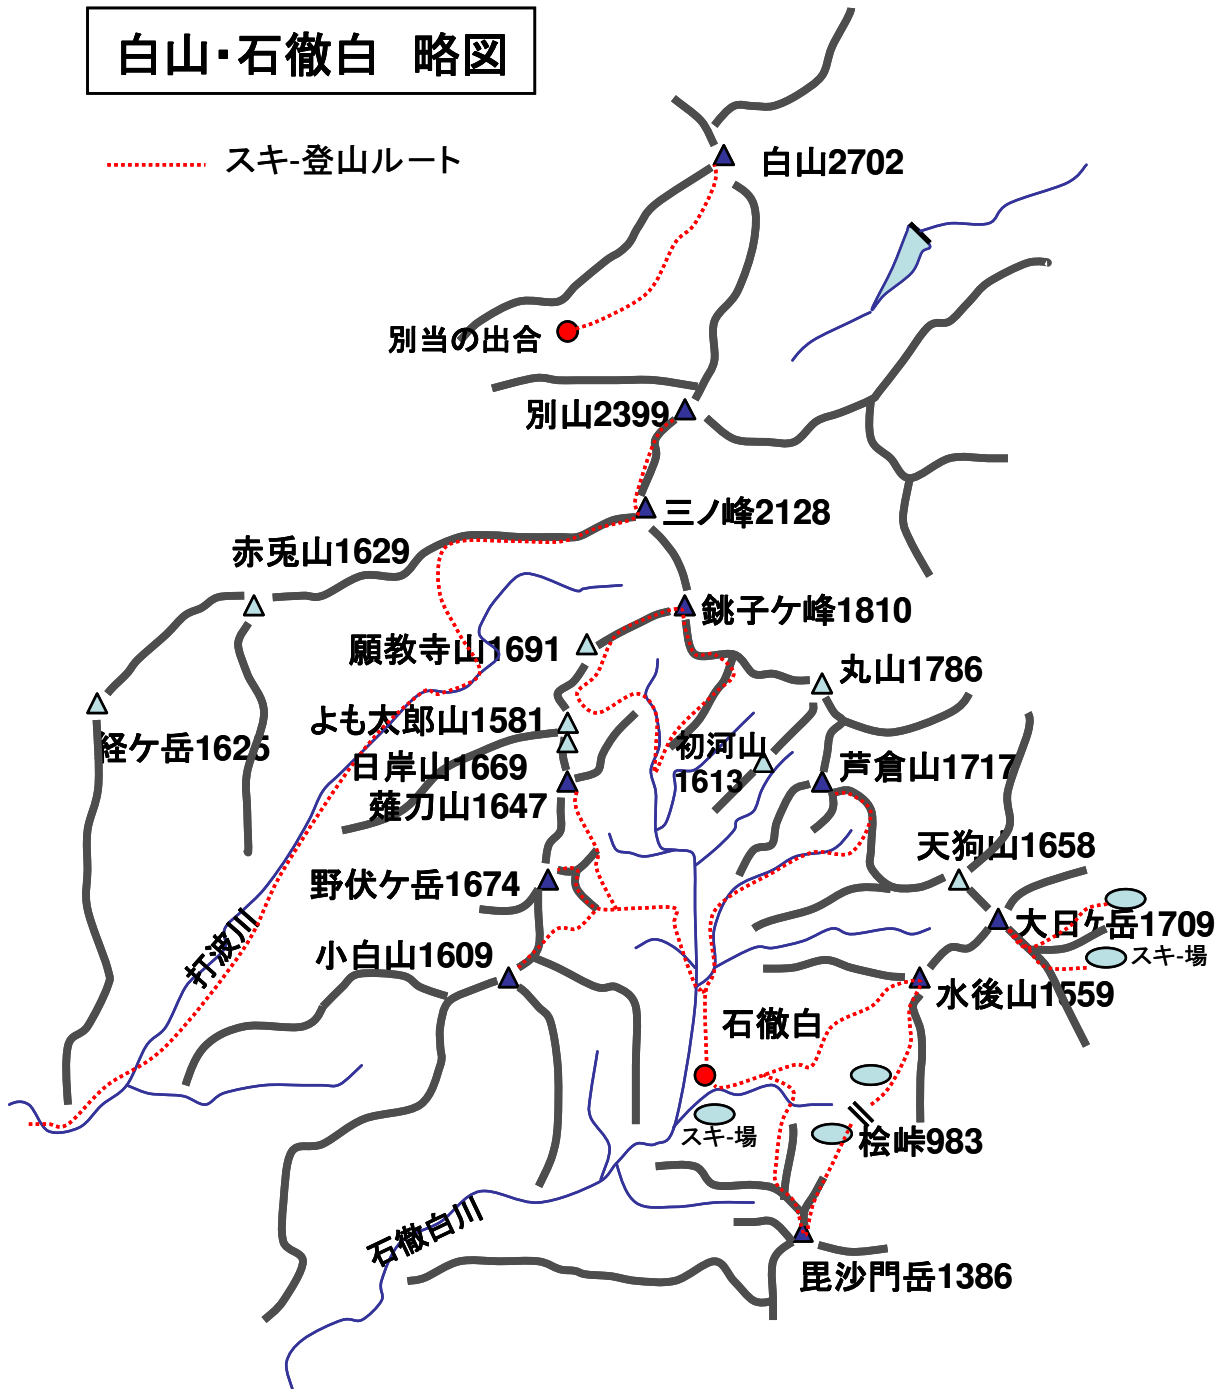 白山・石徹白 略図
スキ-登山ルート
白山2702
別当の出合
別山2399
三ノ峰2128
赤兎山1629
銚子ケ峰1810
願教寺山1691
丸山1786
よも太郎山1581
経ケ岳1625
初河山
1613
日岸山1669
芦倉山1717
薙刀山1647
天狗山1658
野伏ケ岳1674
大日ケ岳1709
打波川
小白山1609
スキ-場
水後山1559
石徹白
スキ-場
桧峠983
石徹白川
毘沙門岳1386